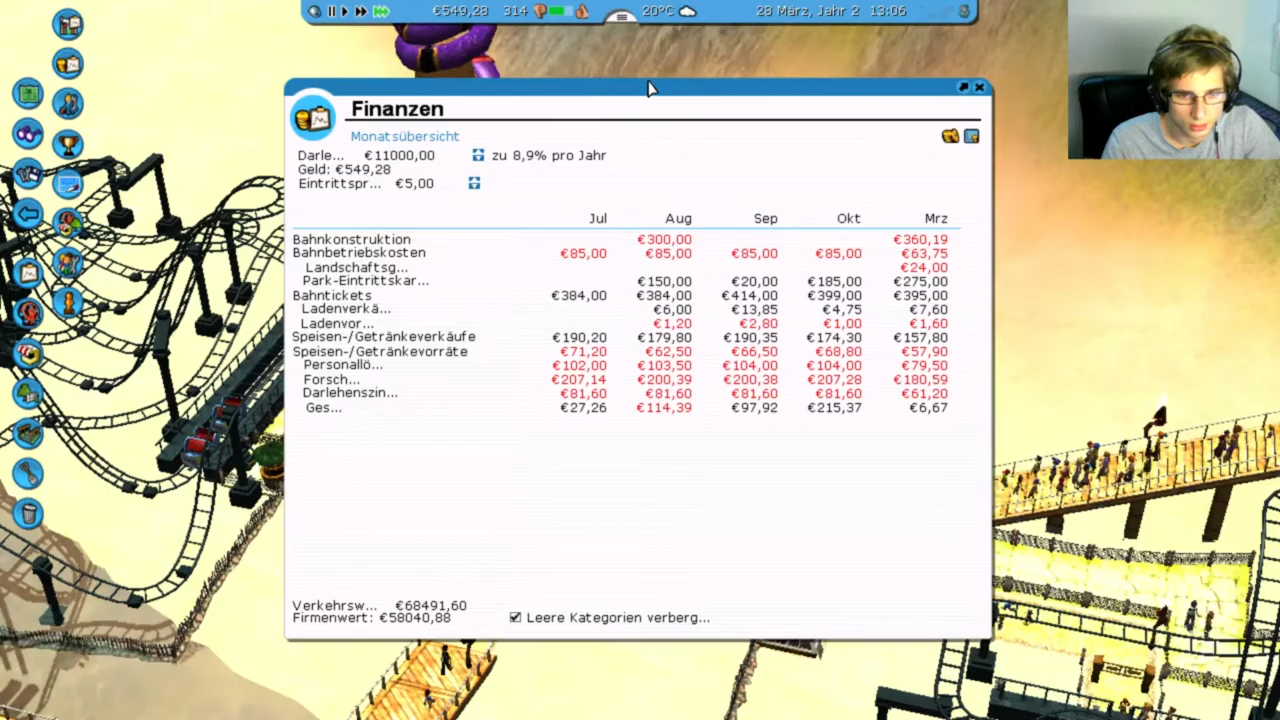 €549,28 314 20°C 28 März, Jahr 2 13:06
Finanzen
Monatsübersicht
Darle... €11000,00 zu 8,9% pro Jahr
Geld: €549,28
Eintrittspr... €5,00
Jul Aug Sep Okt Mrz
Bahnkonstruktion €300,00 €360,19
Bahnbetriebskosten €85,00 €85,00 €85,00 €85,00 €63,75
Landschaftsg... €24,00
Park-Eintrittskar... €150,00 €20,00 €185,00 €275,00
Bahntickets €384,00 €384,00 €414,00 €399,00 €395,00
Ladenverkä... €6,00 €13,85 €4,75 €7,60
Ladenvor... €1,20 €2,80 €1,00 €1,60
Speisen-/Getränkeverkäufe €190,20 €179,80 €190,35 €174,30 €157,80
Speisen-/Getränkevorräte €71,20 €62,50 €66,50 €68,80 €57,90
Personallö... €102,00 €103,50 €104,00 €104,00 €79,50
Forsch... €207,14 €200,39 €200,38 €207,28 €180,59
Darlehenszin... €81,60 €81,60 €81,60 €81,60 €61,20
Ges... €27,26 €114,39 €97,92 €215,37 €6,67
Verkehrsw... €68491,60
Firmenwert: €58040,88 Leere Kategorien verberg...